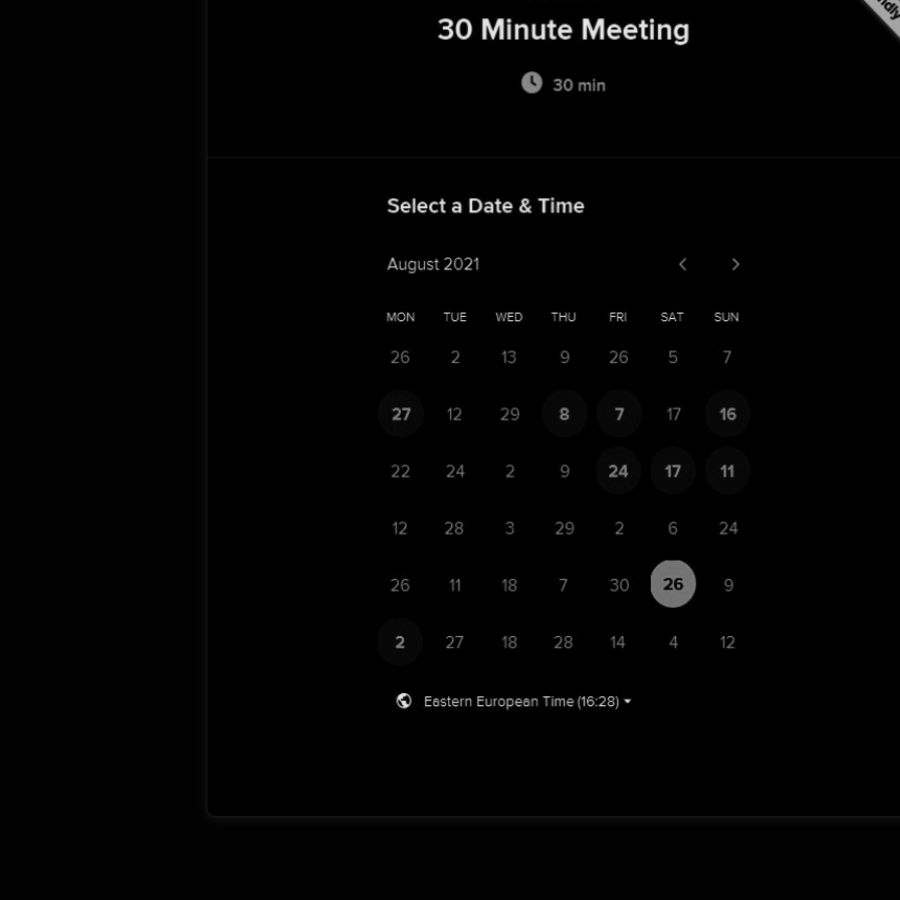 30 Minute Meeting
30 min
Select a Date & Time
August 2021
MON TUE WED THU FRI SAT SUN
26 2 13 9 26 5 7
27 12 29 8 7 17 16
22 24 2 9 24 17 11
12 28 3 29 2 6 24
26 11 18 7 30 26 9
2 27 18 28 14 4 12
Eastern European Time (16:28)